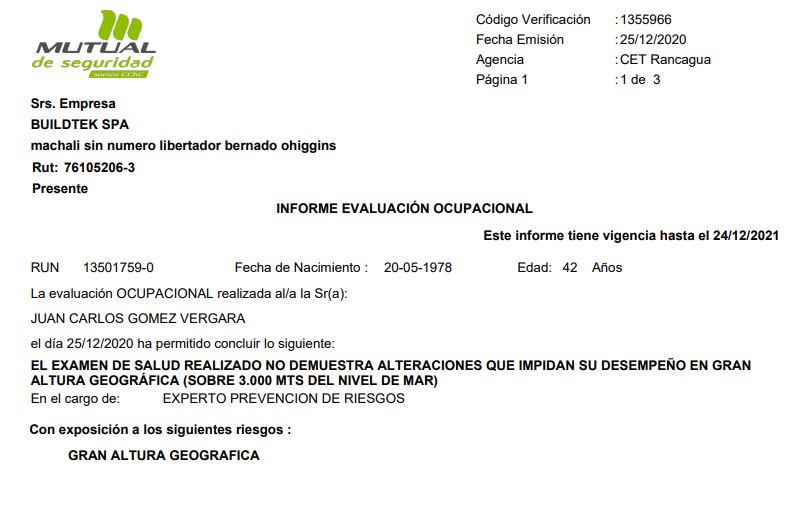 MUTUAL
de seguridad
somos CChC
Código Verificación : 1355966
Fecha Emisión : 25/12/2020
Agencia : CET Rancagua
Página 1 : 1 de 3
Srs. Empresa
BUILDTEK SPA
machali sin numero libertador bernado ohiggins
Rut: 76105206-3
Presente
INFORME EVALUACIÓN OCUPACIONAL
Este informe tiene vigencia hasta el 24/12/2021
RUN 13501759-0 Fecha de Nacimiento : 20-05-1978 Edad: 42 Años
La evaluación OCUPACIONAL realizada al/a la Sr(a):
JUAN CARLOS GOMEZ VERGARA
el día 25/12/2020 ha permitido concluir lo siguiente:
EL EXAMEN DE SALUD REALIZADO NO DEMUESTRA ALTERACIONES QUE IMPIDAN SU DESEMPEÑO EN GRAN
ALTURA GEOGRÁFICA (SOBRE 3.000 MTS DEL NIVEL DE MAR)
En el cargo de: EXPERTO PREVENCION DE RIESGOS
Con exposición a los siguientes riesgos :
GRAN ALTURA GEOGRAFICA